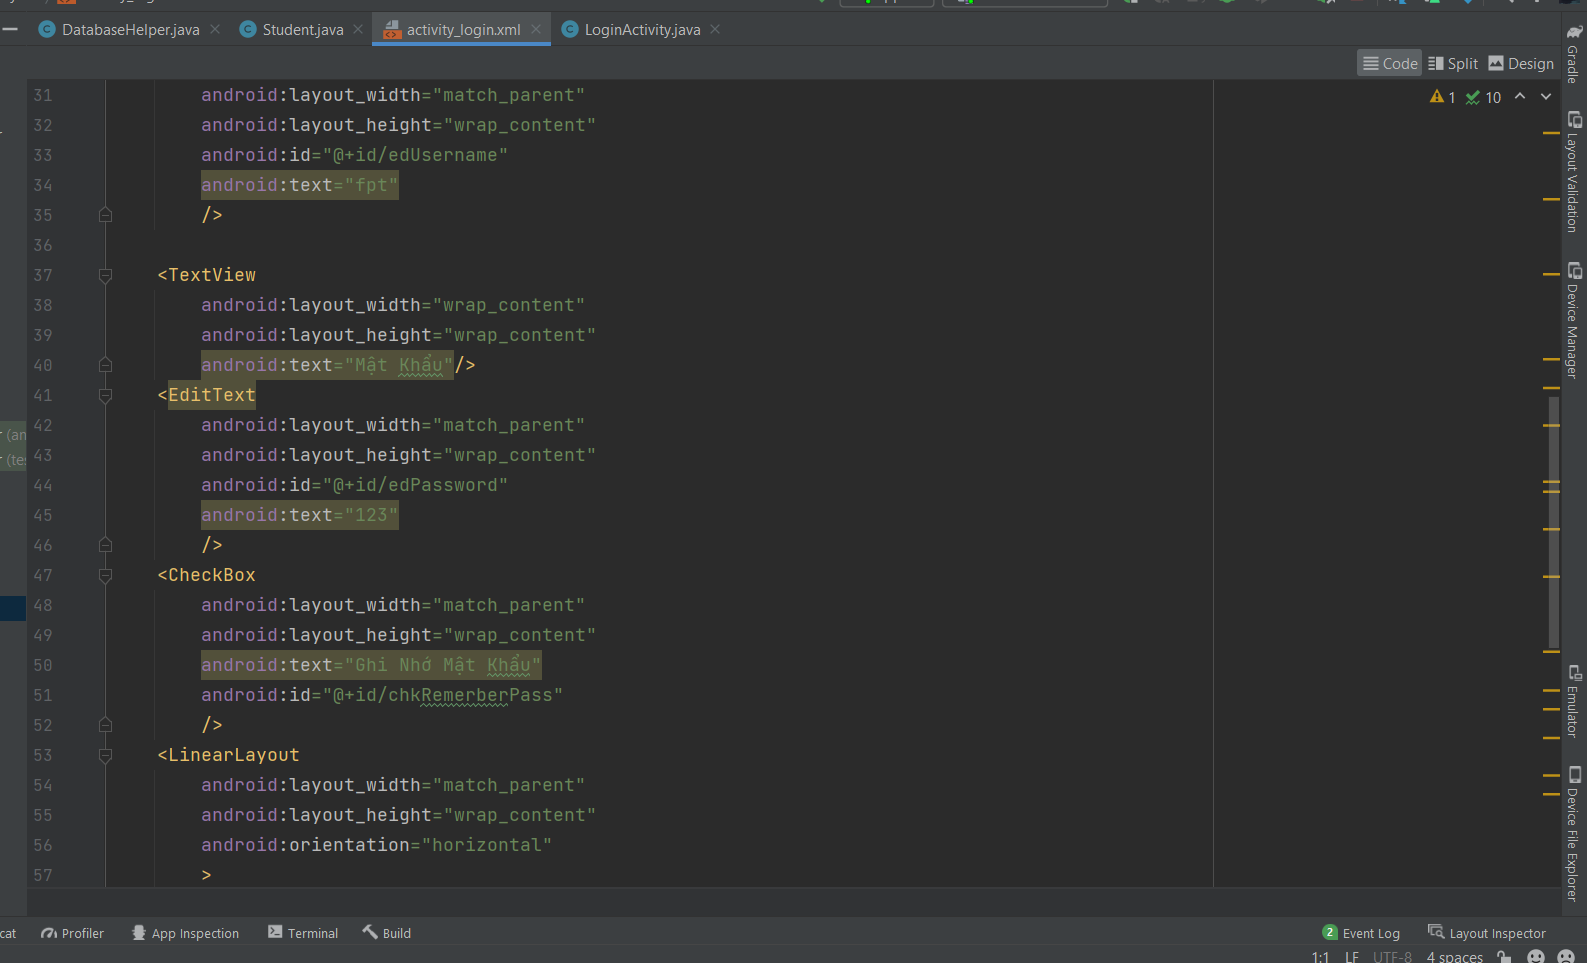 DatabaseHelper.java
Student.java
activity_login.xml
LoginActivity.java
Code
Split
Design
1
10
31 android:layout_width="match_parent"
32 android:layout_height="wrap_content"
33 android:id="@+id/edUsername"
34 android:text="fpt"
35 />
36
37 <TextView
38 android:layout_width="wrap_content"
39 android:layout_height="wrap_content"
40 android:text="Mật Khẩu"/>
41 <EditText
42 android:layout_width="match_parent"
43 android:layout_height="wrap_content"
44 android:id="@+id/edPassword"
45 android:text="123"
46 />
47 <CheckBox
48 android:layout_width="match_parent"
49 android:layout_height="wrap_content"
50 android:text="Ghi Nhớ Mật Khẩu"
51 android:id="@+id/chkRemerberPass"
52 />
53 <LinearLayout
54 android:layout_width="match_parent"
55 android:layout_height="wrap_content"
56 android:orientation="horizontal"
57 >
(an
(te
Gradle
Layout Validation
Device Manager
Emulator
Device File Explorer
cat
Profiler
App Inspection
Terminal
Build
2 Event Log
Layout Inspector
1:1
LF
UTF-8
4 spaces